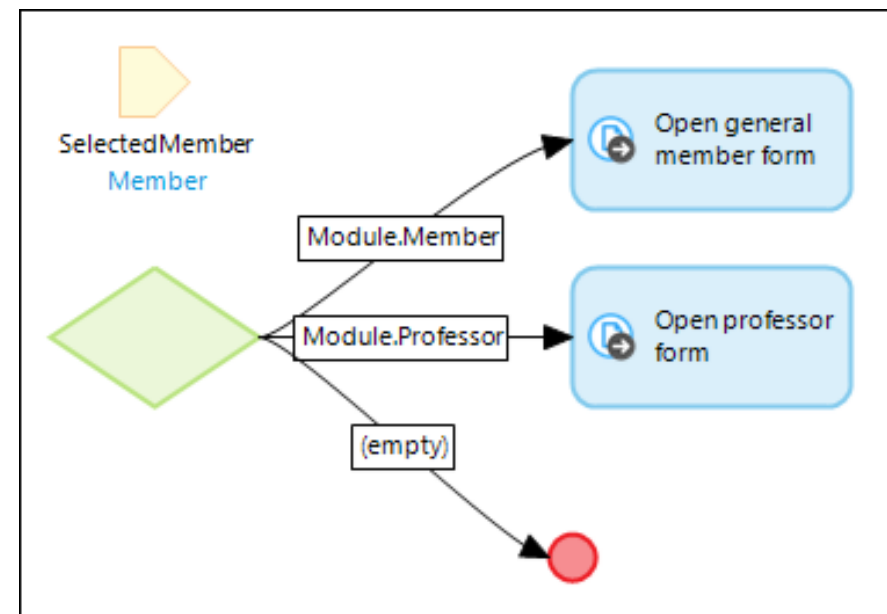 SelectedMember
Member
Open general
member form
Module.Member
Module.Professor
Open professor
form
(empty)